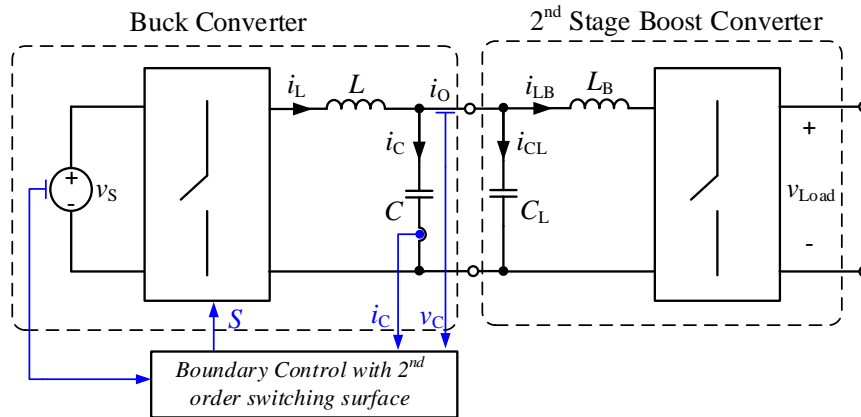 Buck Converter
2nd Stage Boost Converter
iL
L
iO
iLB
LB
+
-
vS
iC
C
iCL
CL
+
vLoad
-
S
iC
vC
Boundary Control with 2nd
order switching surface